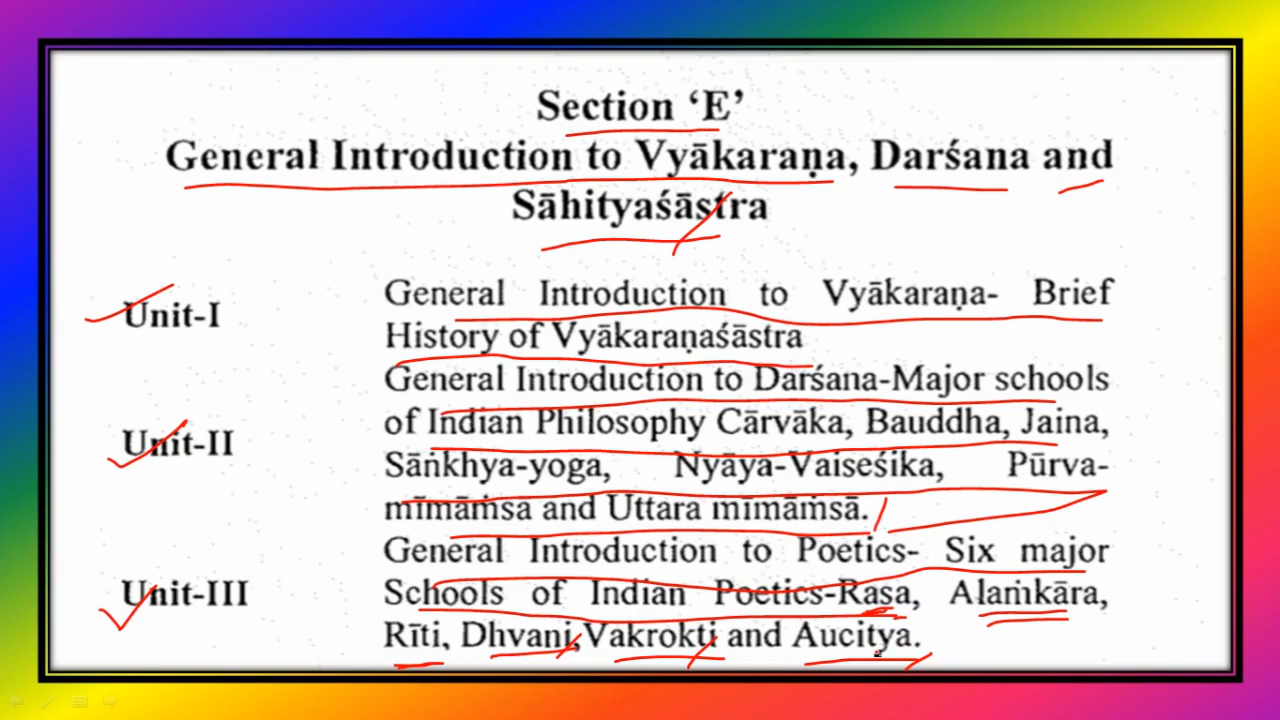 Section ‘E’
General Introduction to Vyākaraṇa, Darśana and
Sāhityaśāstra
Unit-I
General Introduction to Vyākaraṇa- Brief
History of Vyākaraṇaśāstra
Unit-II
General Introduction to Darśana-Major schools
of Indian Philosophy Cārvāka, Bauddha, Jaina,
Sāṅkhya-yoga, Nyāya-Vaiseśika, Pūrva-
mīmāṁsā and Uttara mīmāṁsā.
Unit-III
General Introduction to Poetics- Six major
Schools of Indian Poetics-Rasa, Alaṁkāra,
Rīti, Dhvani,Vakrokti and Aucitya.